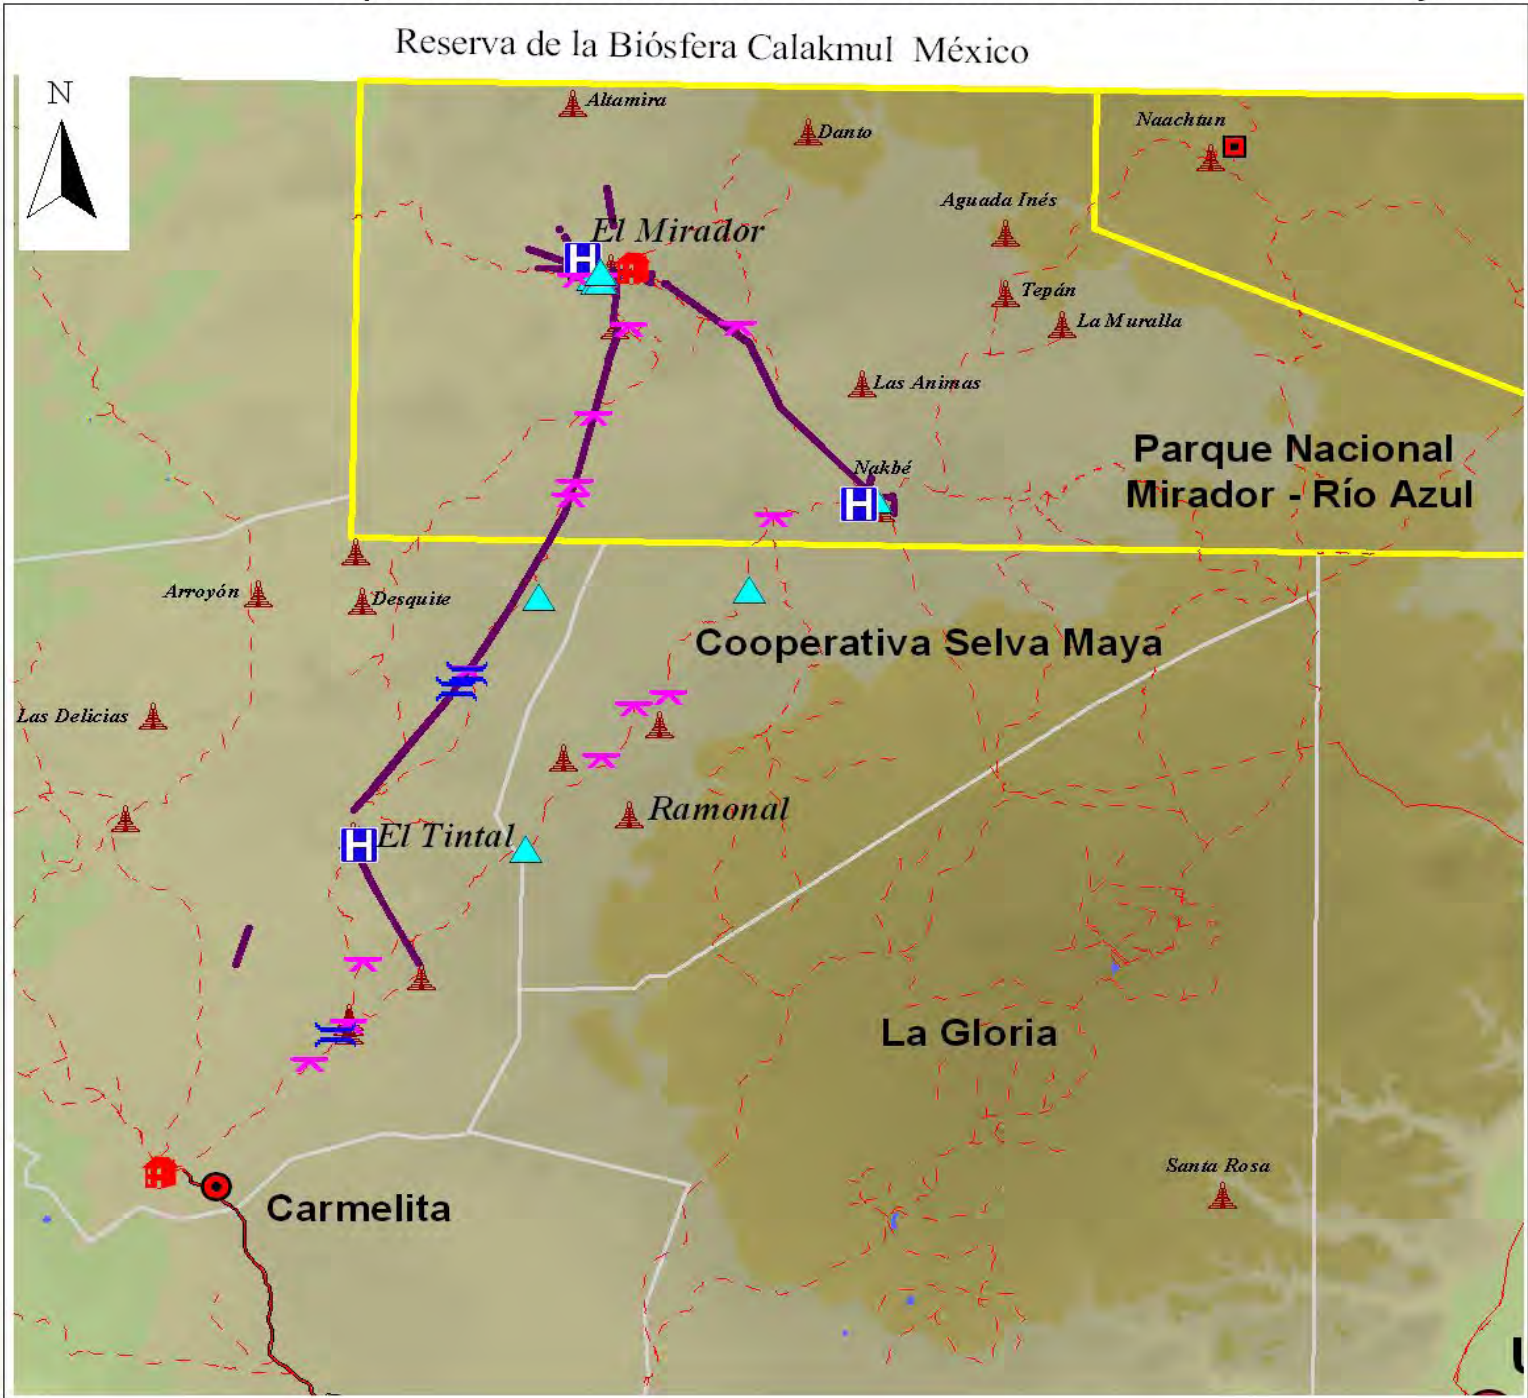 Reserva de la Biósfera Calakmul México
N
Altamira
Danto
Naachtun
Aguada Inés
El Mirador
H
Tepán
La Muralla
Las Animas
Parque Nacional
Mirador - Río Azul
Nakbé
H
Arroyón
Desquite
Cooperativa Selva Maya
Las Delicias
Ramonal
H
El Tintal
La Gloria
Santa Rosa
Carmelita